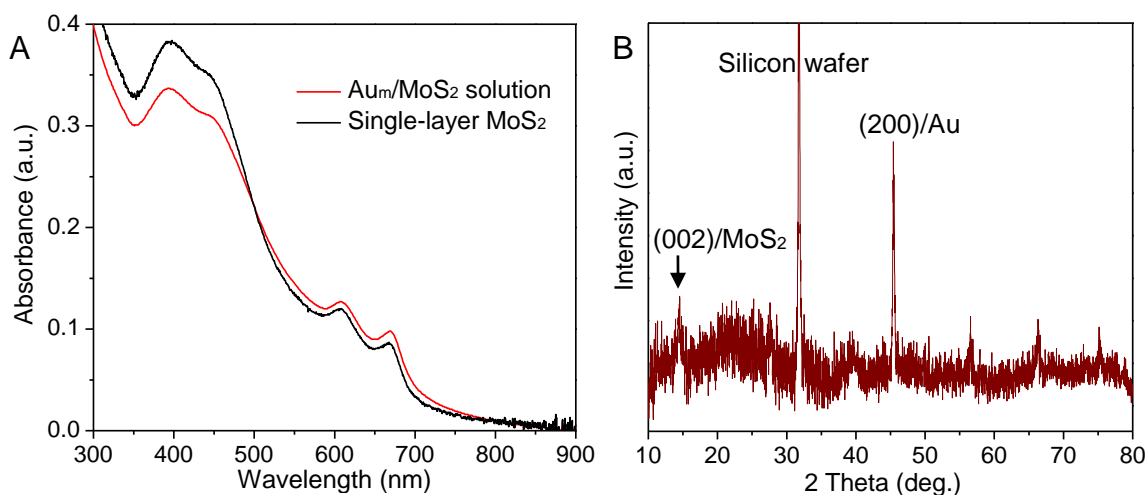 A
Absorbance (a.u.)
0.4
0.3
0.2
0.1
0.0
Auₘ/MoS₂ solution
Single-layer MoS₂
300 400 500 600 700 800 900
Wavelength (nm)
B
Intensity (a.u.)
Silicon wafer
(200)/Au
(002)/MoS₂
10 20 30 40 50 60 70 80
2 Theta (deg.)